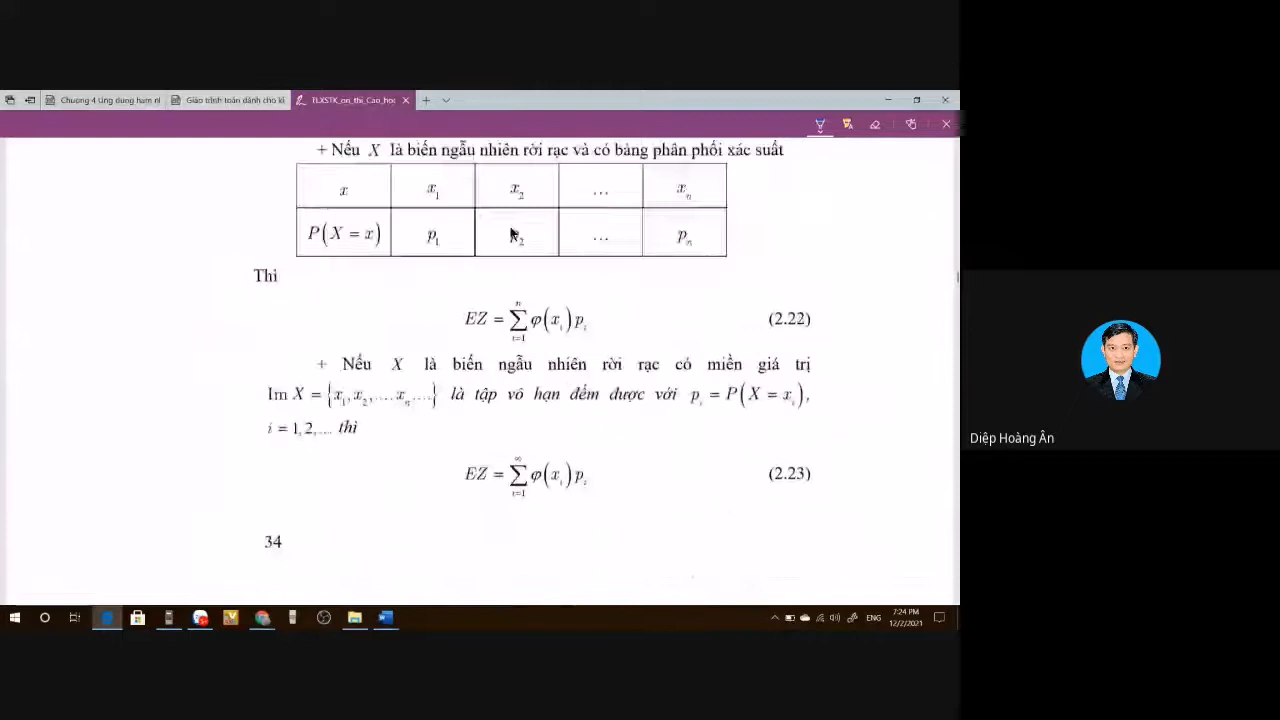 Chương 4 Ứng dụng hàm nl
Giáo trình toán dành cho ki
TLXSTK_on_thi_Cao_học
+ Nếu X là biến ngẫu nhiên rời rạc và có bảng phân phối xác suất
x x₁ x₂ … xₙ
P(X = x) p₁ p₂ … pₙ
Thì
EZ = ∑ᵢ₌₁ⁿ φ(xᵢ)pᵢ (2.22)
+ Nếu X là biến ngẫu nhiên rời rạc có miền giá trị
Im X = {x₁, x₂, …. xₙ ….} là tập vô hạn đếm được với pᵢ = P(X = xᵢ),
i = 1, 2, …. thì
EZ = ∑ᵢ₌₁^∞ φ(xᵢ)pᵢ (2.23)
34
Diệp Hoàng Ân
ENG
7:24 PM
12/2/2021